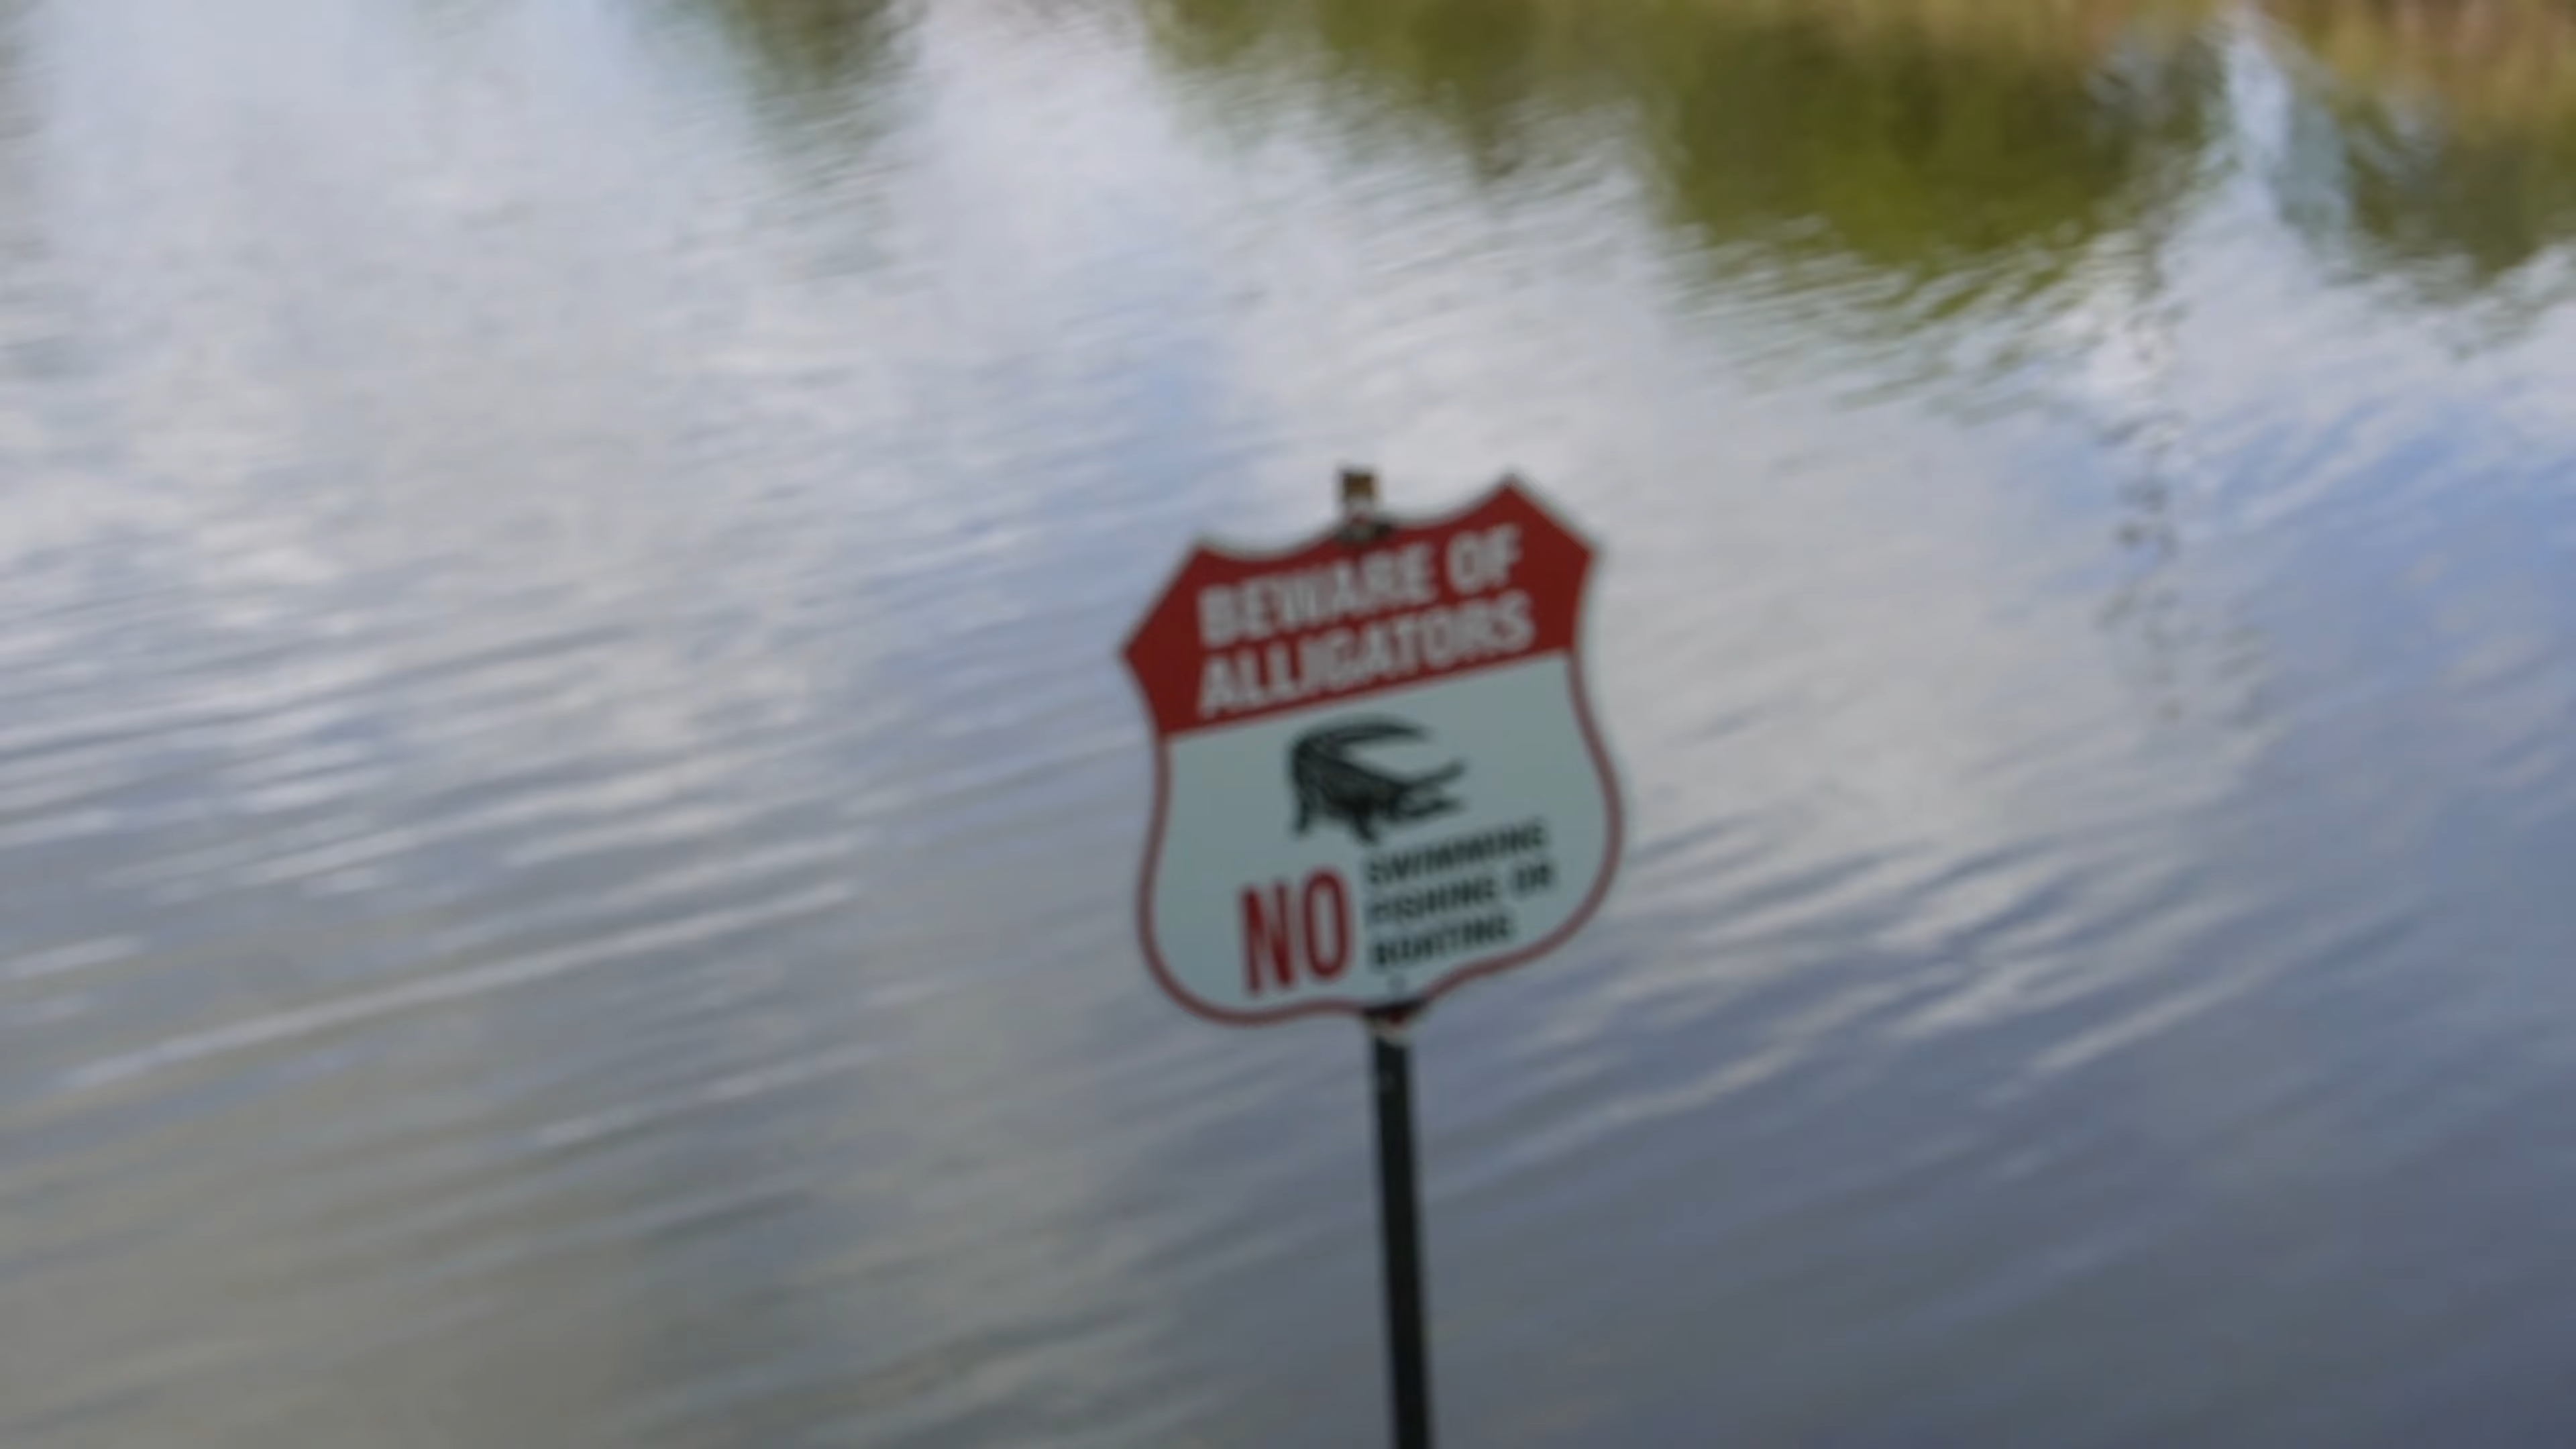 BEWARE OF
ALLIGATORS
NO
SWIMMING
FISHING OR
BOATING